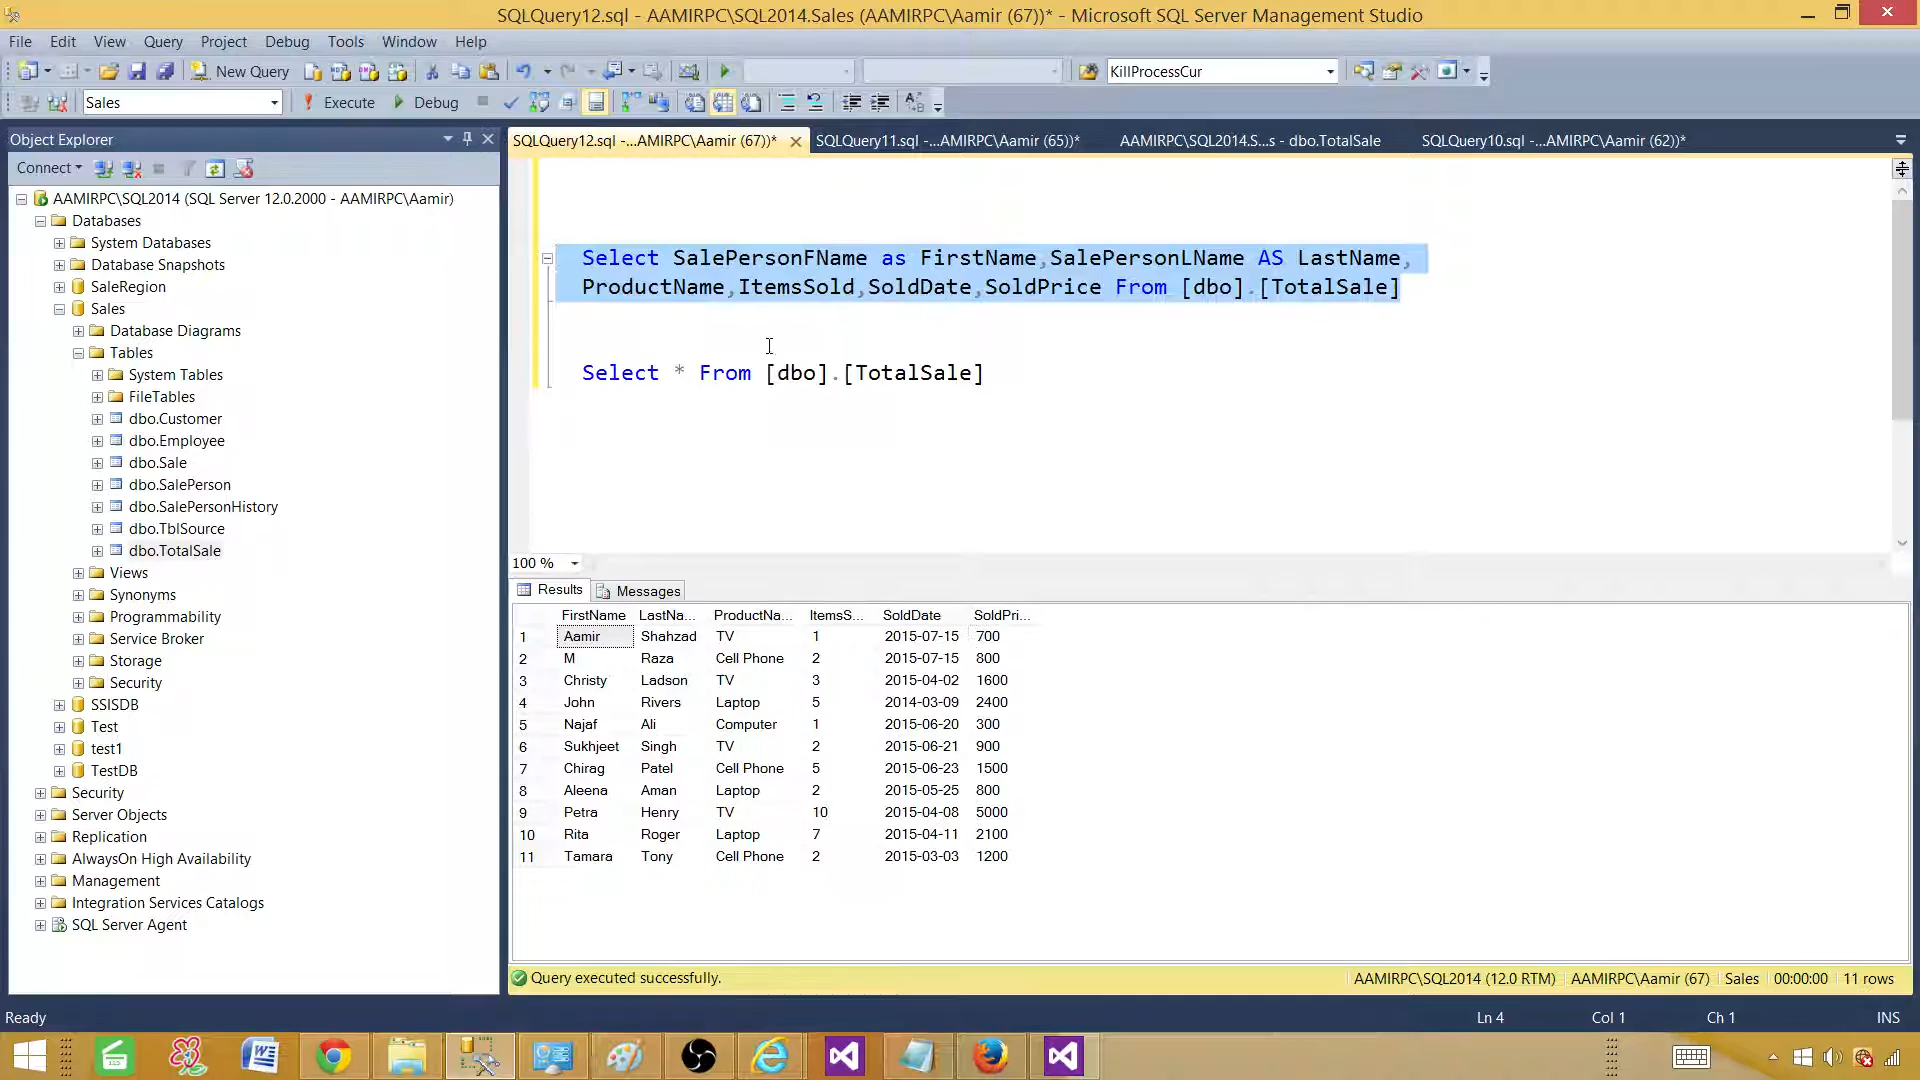 SQLQuery12.sql - AAMIRPC\SQL2014.Sales (AAMIRPC\Aamir (67))* - Microsoft SQL Server Management Studio
File Edit View Query Project Debug Tools Window Help
New Query KillProcessCur
Sales Execute Debug
Object Explorer
Connect
AAMIRPC\SQL2014 (SQL Server 12.0.2000 - AAMIRPC\Aamir)
Databases
System Databases
Database Snapshots
SaleRegion
Sales
Database Diagrams
Tables
System Tables
FileTables
dbo.Customer
dbo.Employee
dbo.Sale
dbo.SalePerson
dbo.SalePersonHistory
dbo.TblSource
dbo.TotalSale
Views
Synonyms
Programmability
Service Broker
Storage
Security
SSISDB
Test
test1
TestDB
Security
Server Objects
Replication
AlwaysOn High Availability
Management
Integration Services Catalogs
SQL Server Agent
SQLQuery12.sql -...AMIRPC\Aamir (67))* SQLQuery11.sql -...AMIRPC\Aamir (65))* AAMIRPC\SQL2014.S...s - dbo.TotalSale SQLQuery10.sql -...AMIRPC\Aamir (62))*
Select SalePersonFName as FirstName,SalePersonLName AS LastName,
ProductName,ItemsSold,SoldDate,SoldPrice From [dbo].[TotalSale]
Select * From [dbo].[TotalSale]
100 %
Results Messages
FirstName LastNa... ProductNa... ItemsS... SoldDate SoldPri...
1 Aamir Shahzad TV 1 2015-07-15 700
2 M Raza Cell Phone 2 2015-07-15 800
3 Christy Ladson TV 3 2015-04-02 1600
4 John Rivers Laptop 5 2014-03-09 2400
5 Najaf Ali Computer 1 2015-06-20 300
6 Sukhjeet Singh TV 2 2015-06-21 900
7 Chirag Patel Cell Phone 5 2015-06-23 1500
8 Aleena Aman Laptop 2 2015-05-25 800
9 Petra Henry TV 10 2015-04-08 5000
10 Rita Roger Laptop 7 2015-04-11 2100
11 Tamara Tony Cell Phone 2 2015-03-03 1200
Query executed successfully. AAMIRPC\SQL2014 (12.0 RTM) AAMIRPC\Aamir (67) Sales 00:00:00 11 rows
Ready Ln 4 Col 1 Ch 1 INS